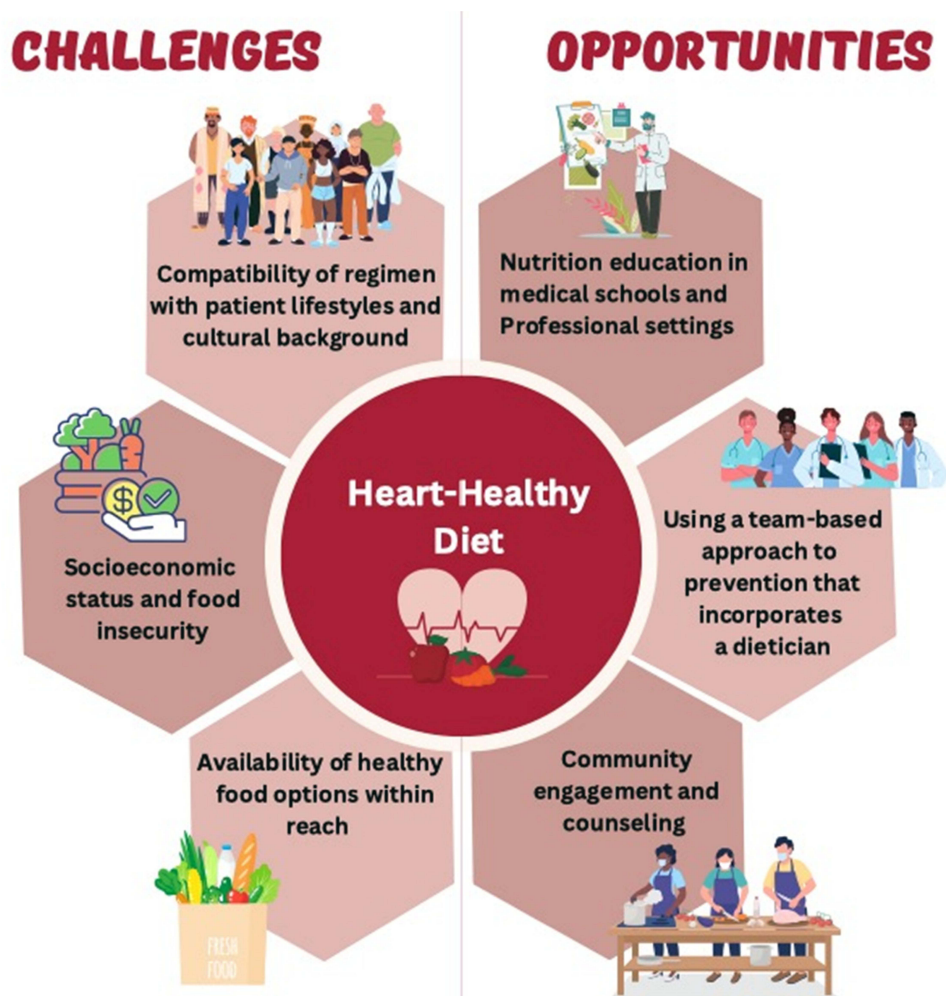 CHALLENGES
OPPORTUNITIES
Compatibility of regimen
with patient lifestyles and
cultural background
Nutrition education in
medical schools and
Professional settings
Socioeconomic
status and food
insecurity
Heart-Healthy
Diet
Using a team-based
approach to
prevention that
incorporates
a dietician
Availability of healthy
food options within
reach
Community
engagement and
counseling
$
FRESH
FOOD